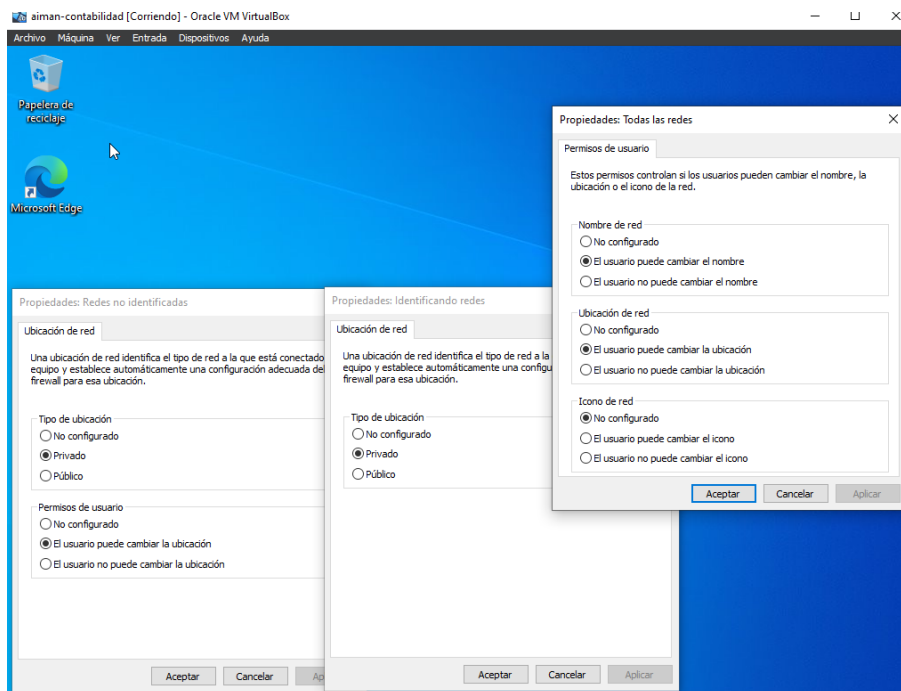 aiman-contabilidad [Corriendo] - Oracle VM VirtualBox
Archivo Máquina Ver Entrada Dispositivos Ayuda
Papelera de
reciclaje
Microsoft Edge
Propiedades: Todas las redes
Permisos de usuario
Estos permisos controlan si los usuarios pueden cambiar el nombre, la
ubicación o el icono de la red.
Nombre de red
No configurado
El usuario puede cambiar el nombre
El usuario no puede cambiar el nombre
Ubicación de red
No configurado
El usuario puede cambiar la ubicación
El usuario no puede cambiar la ubicación
Icono de red
No configurado
El usuario puede cambiar el icono
El usuario no puede cambiar el icono
Aceptar Cancelar Aplicar
Propiedades: Redes no identificadas
Ubicación de red
Una ubicación de red identifica el tipo de red a la que está conectado
equipo y establece automáticamente una configuración adecuada del
firewall para esa ubicación.
Tipo de ubicación
No configurado
Privado
Público
Permisos de usuario
No configurado
El usuario puede cambiar la ubicación
El usuario no puede cambiar la ubicación
Aceptar Cancelar Ap
Propiedades: Identificando redes
Ubicación de red
Una ubicación de red identifica el tipo de red a la
equipo y establece automáticamente una configu
firewall para esa ubicación.
Tipo de ubicación
No configurado
Privado
Público
Aceptar Cancelar Aplicar